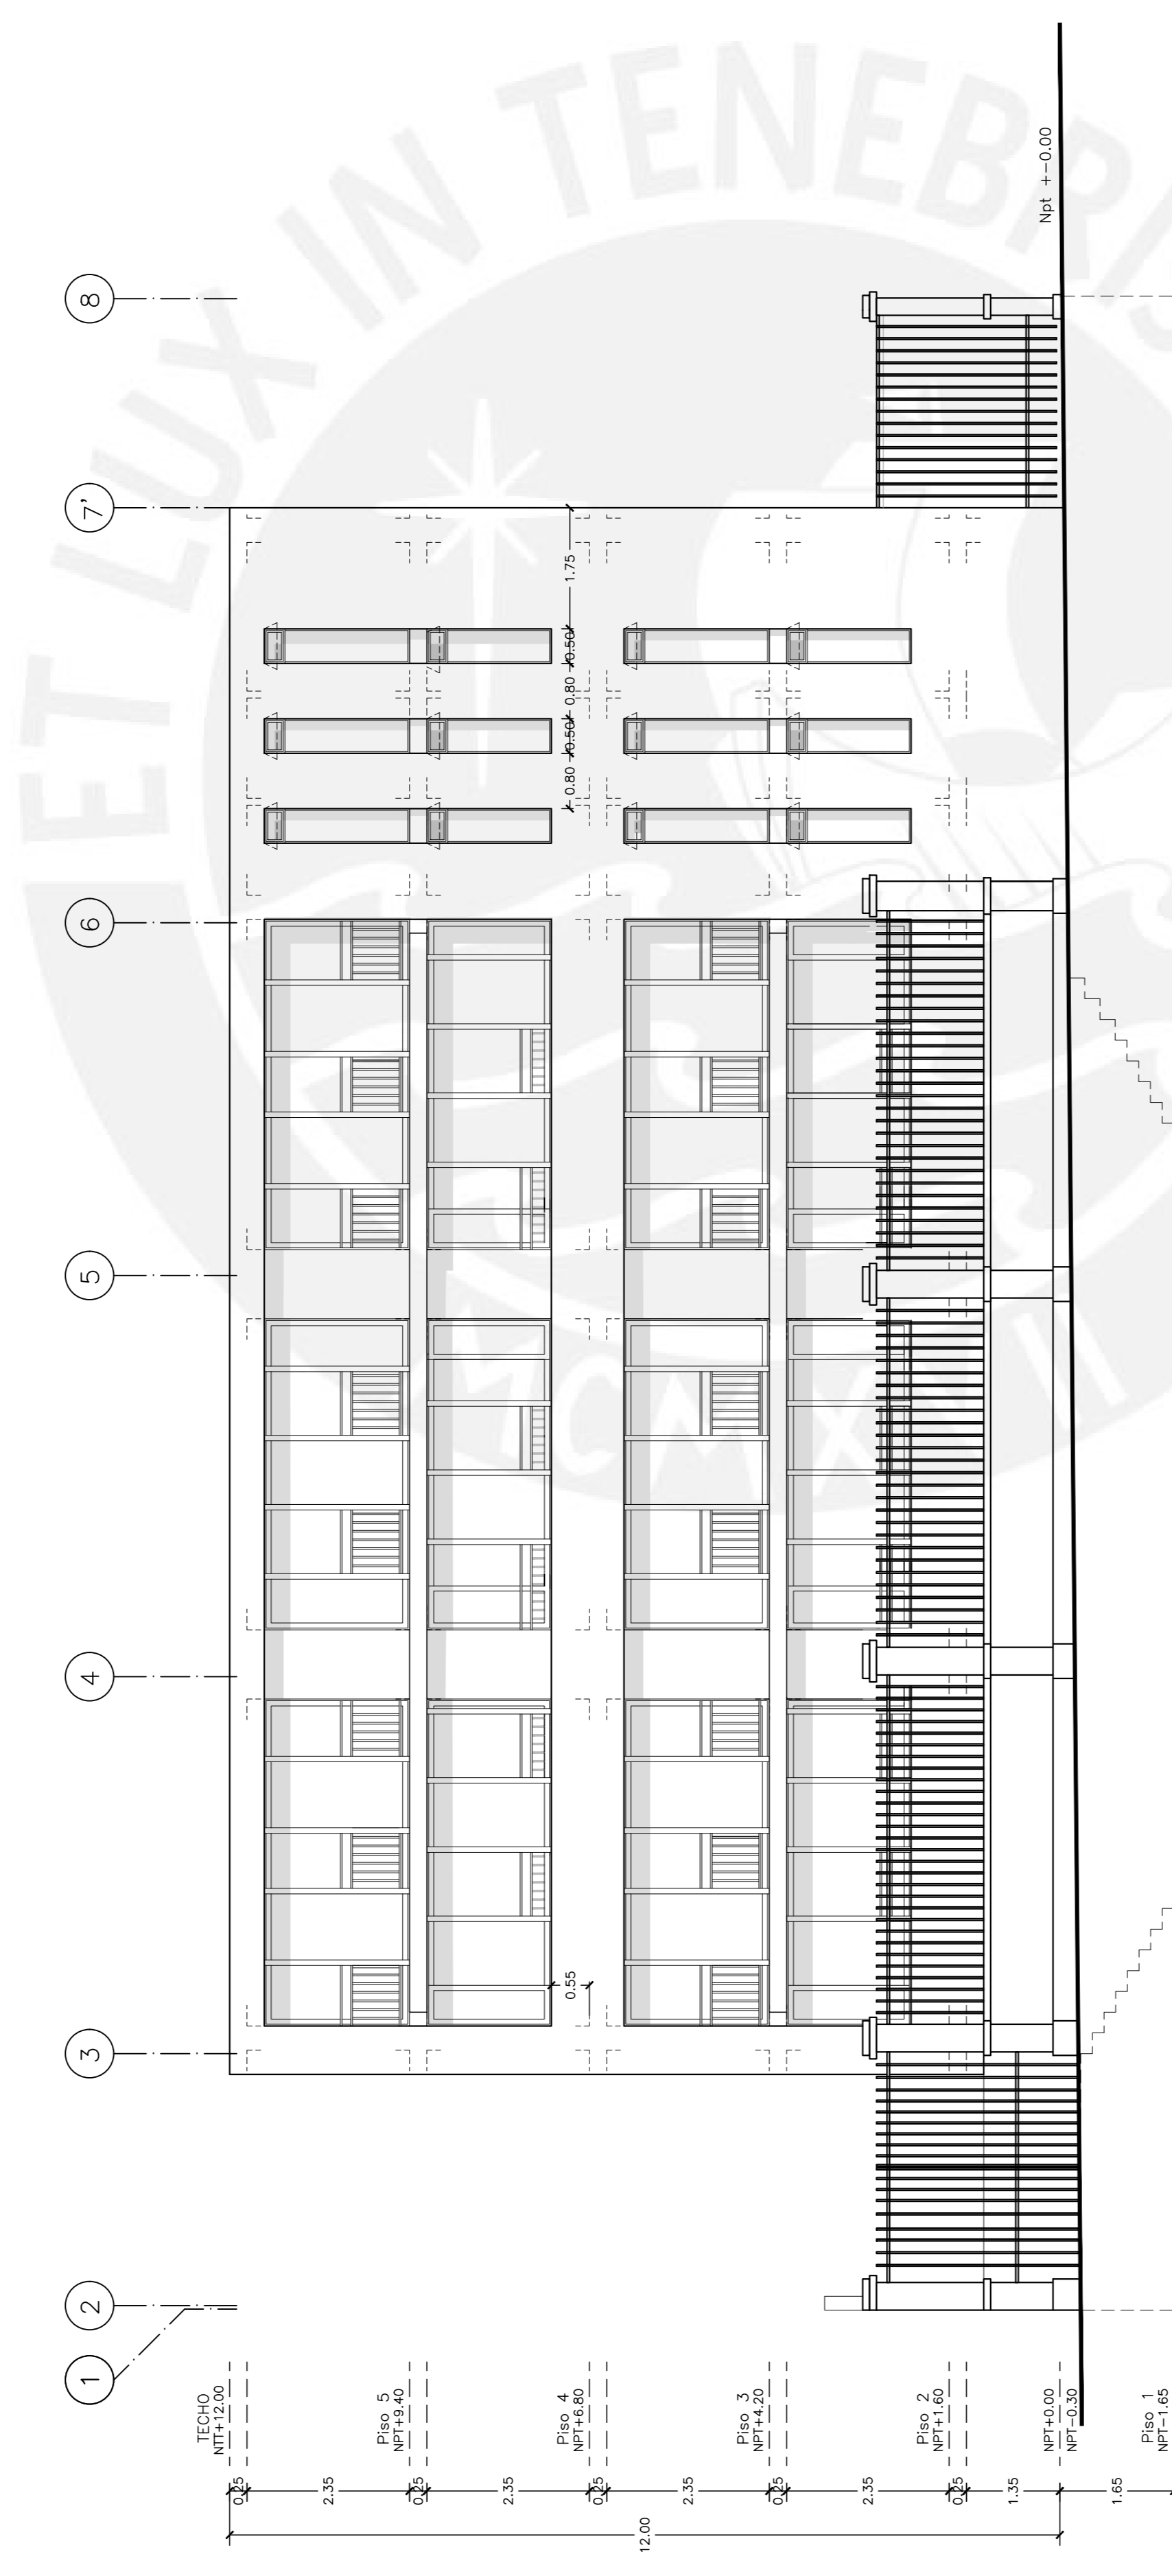 ET LUX IN TENEBRIS
MCMXVII
8
7'
6
5
4
3
2
1
Npt +-0.00
1.75
0.50
0.80
0.50
0.80
0.55
TECHO
NTT+12.00
Piso 5
NPT+9.40
Piso 4
NPT+6.80
Piso 3
NPT+4.20
Piso 2
NPT+1.60
NPT+0.00
NPT-0.30
Piso 1
NPT-1.65
0.25
2.35
0.25
2.35
0.25
2.35
0.25
2.35
0.25
1.35
1.65
12.00